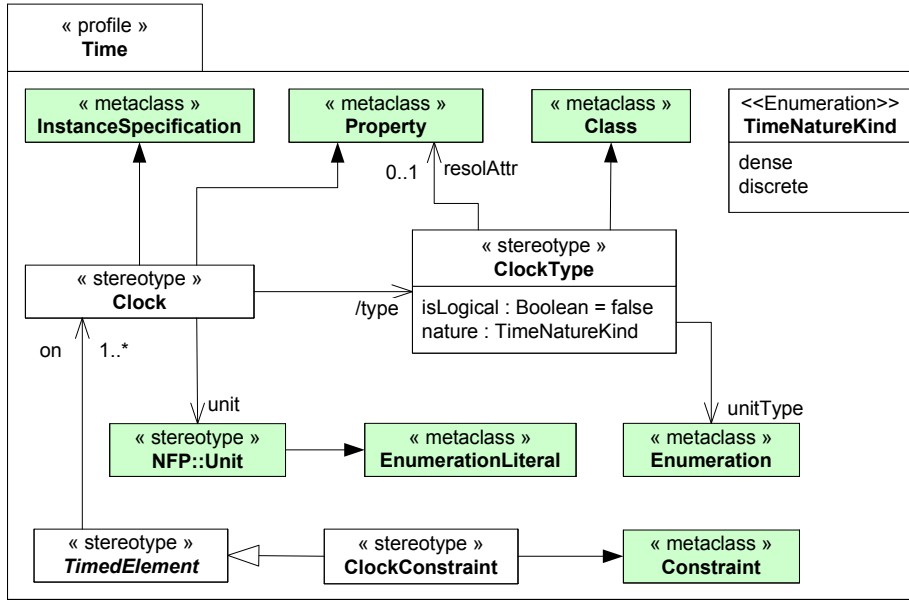 « profile »
Time
« metaclass »
InstanceSpecification
« metaclass »
Property
« metaclass »
Class
<<Enumeration>>
TimeNatureKind
dense
discrete
0..1
resolAttr
« stereotype »
Clock
/type
« stereotype »
ClockType
isLogical : Boolean = false
nature : TimeNatureKind
on
1..*
unit
unitType
« stereotype »
NFP::Unit
« metaclass »
EnumerationLiteral
« metaclass »
Enumeration
« stereotype »
TimedElement
« stereotype »
ClockConstraint
« metaclass »
Constraint